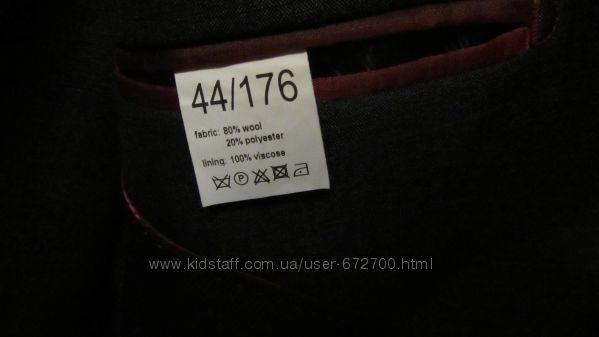 44/176
fabric: 80% wool
20% polyester
lining: 100% viscose
P
www.kidstaff.com.ua/user-672700.html